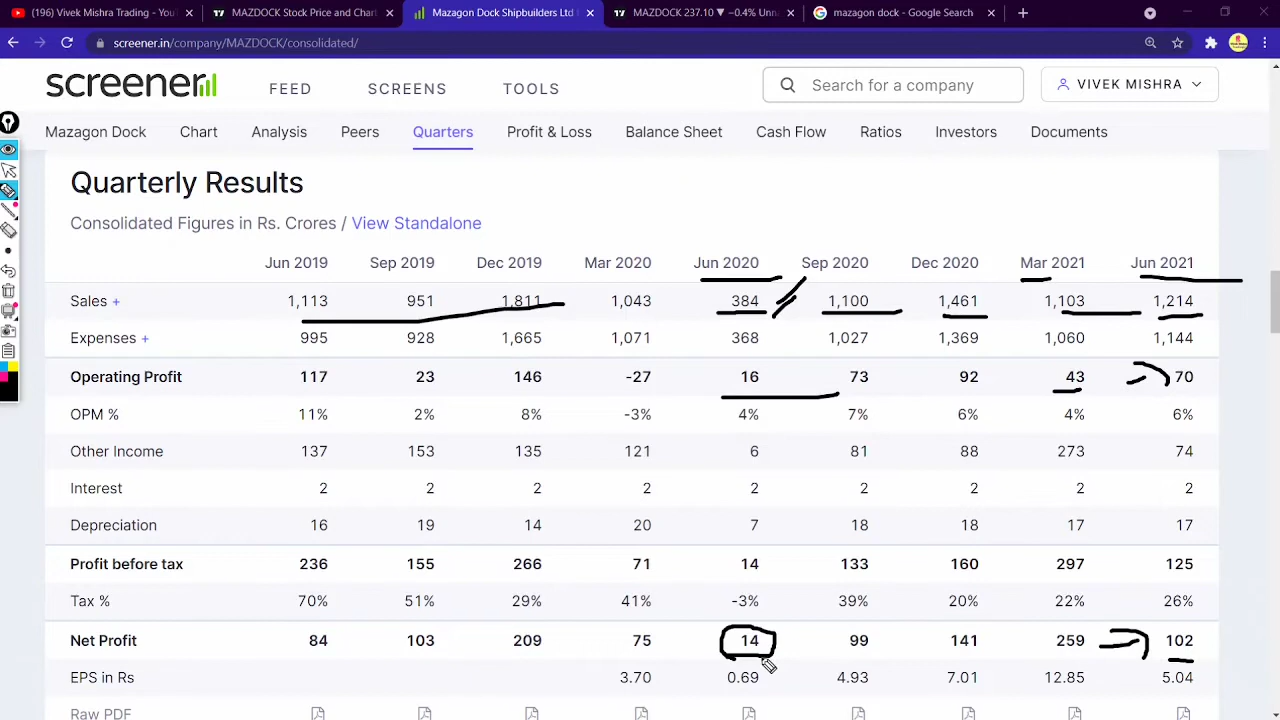 (196) Vivek Mishra Trading - You
MAZDOCK Stock Price and Chart
Mazagon Dock Shipbuilders Ltd
MAZDOCK 237.10 ▼ −0.4% Unna
mazagon dock - Google Search
screener.in/company/MAZDOCK/consolidated/
screener
FEED SCREENS TOOLS
Search for a company
VIVEK MISHRA
Mazagon Dock Chart Analysis Peers Quarters Profit & Loss Balance Sheet Cash Flow Ratios Investors Documents
Quarterly Results
Consolidated Figures in Rs. Crores / View Standalone
Jun 2019 Sep 2019 Dec 2019 Mar 2020 Jun 2020 Sep 2020 Dec 2020 Mar 2021 Jun 2021
Sales + 1,113 951 1,811 1,043 384 1,100 1,461 1,103 1,214
Expenses + 995 928 1,665 1,071 368 1,027 1,369 1,060 1,144
Operating Profit 117 23 146 -27 16 73 92 43 70
OPM % 11% 2% 8% -3% 4% 7% 6% 4% 6%
Other Income 137 153 135 121 6 81 88 273 74
Interest 2 2 2 2 2 2 2 2 2
Depreciation 16 19 14 20 7 18 18 17 17
Profit before tax 236 155 266 71 14 133 160 297 125
Tax % 70% 51% 29% 41% -3% 39% 20% 22% 26%
Net Profit 84 103 209 75 14 99 141 259 102
EPS in Rs 3.70 0.69 4.93 7.01 12.85 5.04
Raw PDF